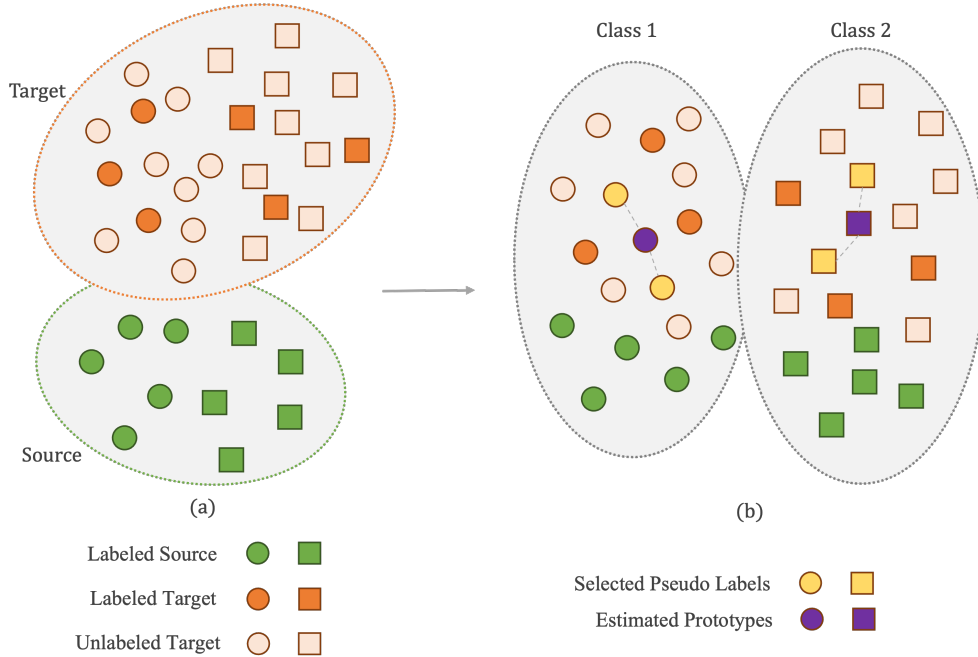 Target
Source
(a)
Labeled Source
Labeled Target
Unlabeled Target
Class 1
Class 2
(b)
Selected Pseudo Labels
Estimated Prototypes